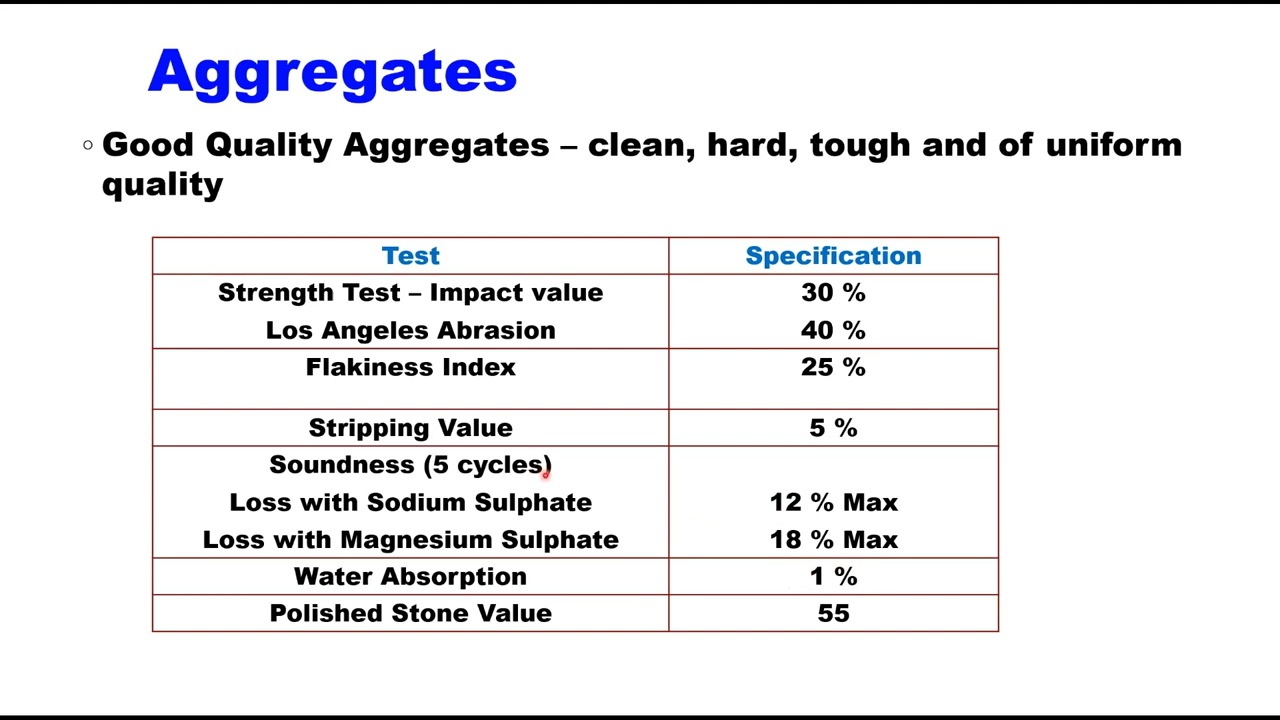 Aggregates
◦ Good Quality Aggregates – clean, hard, tough and of uniform
quality
Test Specification
Strength Test – Impact value 30 %
Los Angeles Abrasion 40 %
Flakiness Index 25 %
Stripping Value 5 %
Soundness (5 cycles)
Loss with Sodium Sulphate 12 % Max
Loss with Magnesium Sulphate 18 % Max
Water Absorption 1 %
Polished Stone Value 55